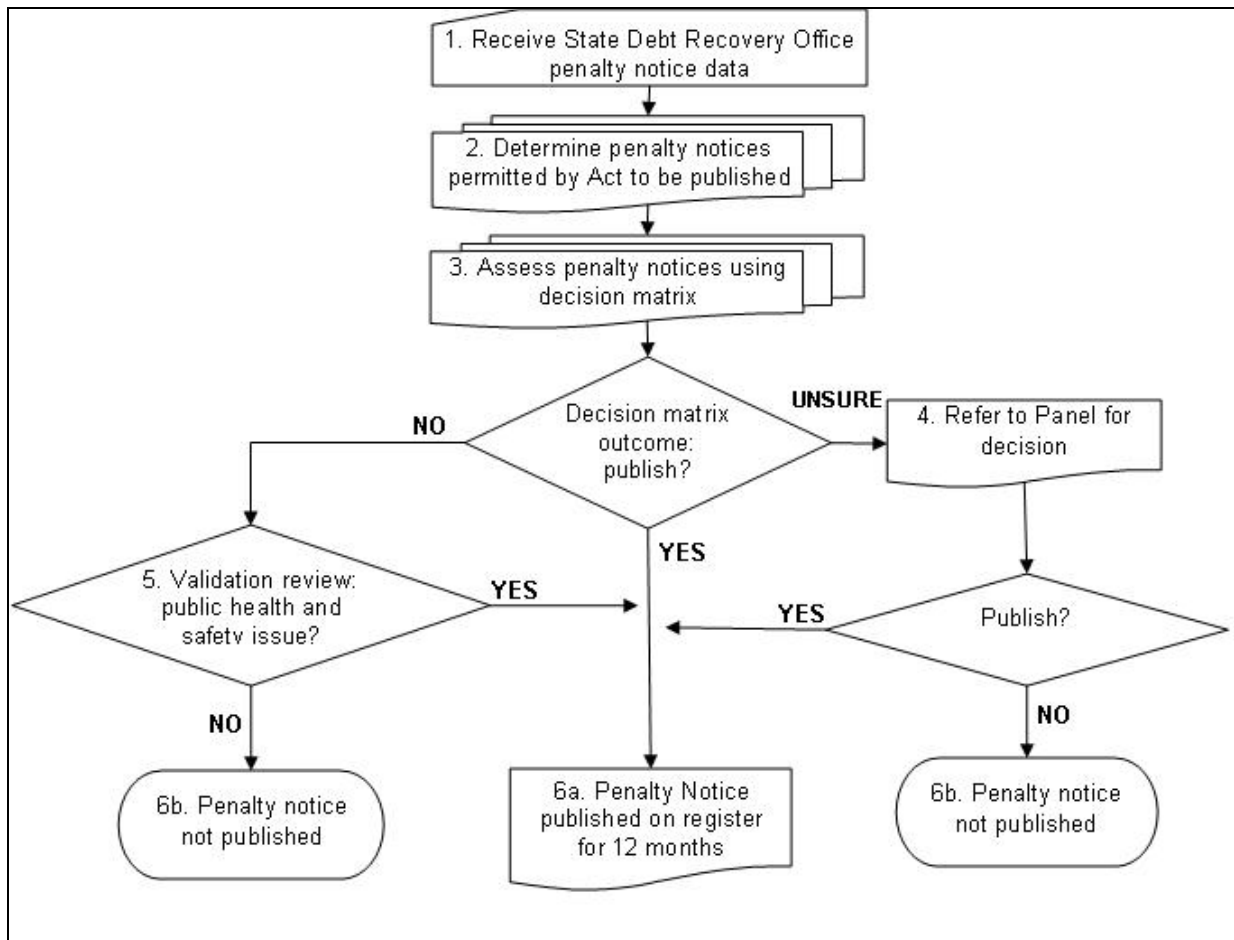 1. Receive State Debt Recovery Office
penalty notice data
2. Determine penalty notices
permitted by Act to be published
3. Assess penalty notices using
decision matrix
Decision matrix
outcome:
publish?
NO
UNSURE
4. Refer to Panel for
decision
YES
5. Validation review:
public health and
safety issue?
YES
YES
Publish?
NO
NO
6b. Penalty notice
not published
6a. Penalty Notice
published on register
for 12 months
6b. Penalty notice
not published